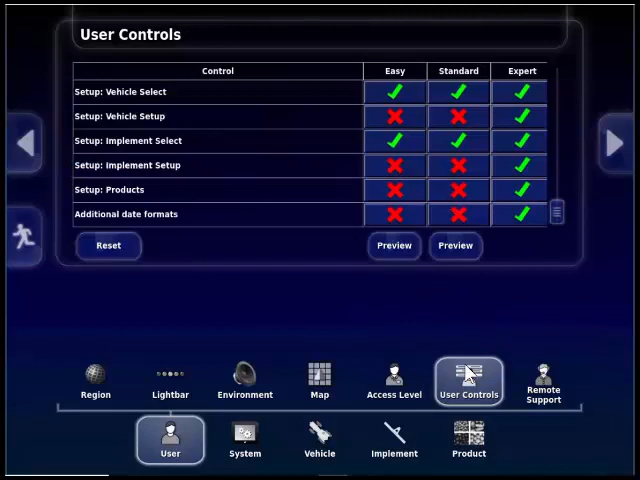 User Controls
Control Easy Standard Expert
Setup: Vehicle Select
Setup: Vehicle Setup
Setup: Implement Select
Setup: Implement Setup
Setup: Products
Additional date formats
Reset Preview Preview
Region Lightbar Environment Map Access Level User Controls Remote Support
User System Vehicle Implement Product